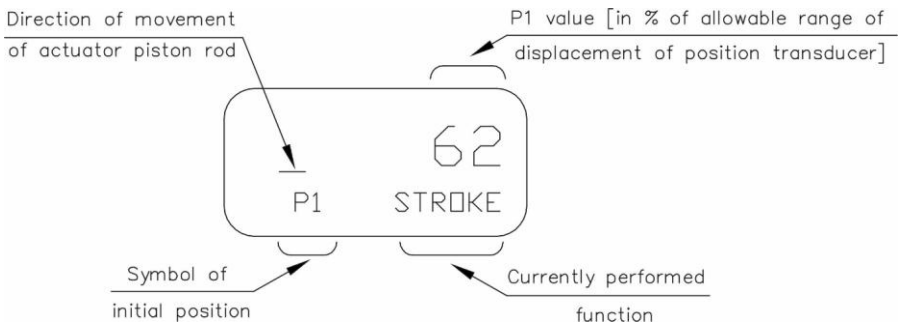 Direction of movement
of actuator piston rod
P1 value [in % of allowable range of
displacement of position transducer]
62
P1 STROKE
Symbol of
initial position
Currently performed
function